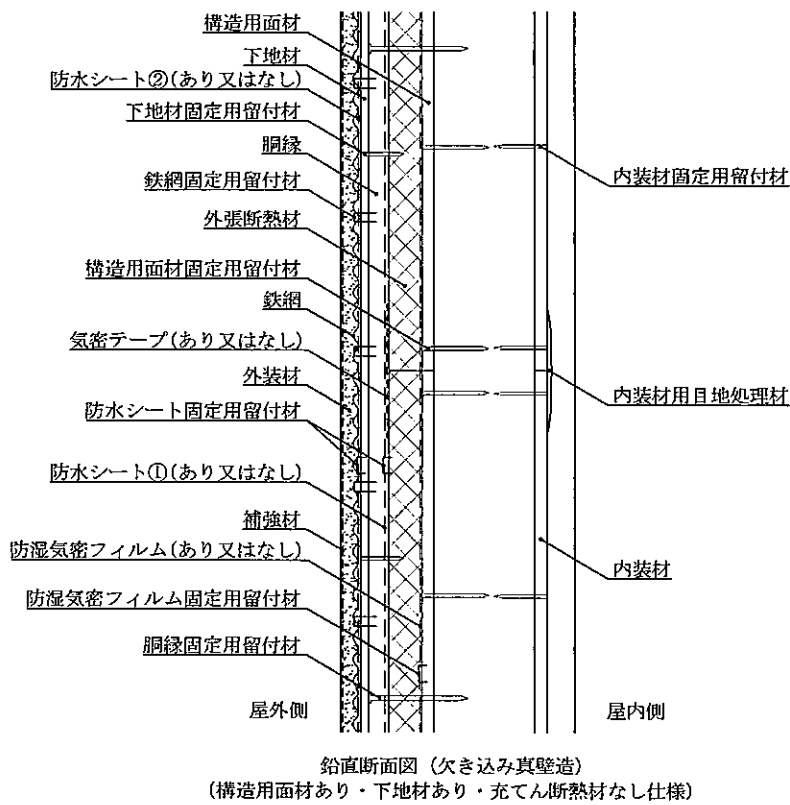 構造用面材
下地材
防水シート②(あり又はなし)
下地材固定用留付材
胴縁
鉄網固定用留付材
外張断熱材
構造用面材固定用留付材
鉄網
気密テープ(あり又はなし)
外装材
防水シート固定用留付材
防水シート①(あり又はなし)
補強材
防湿気密フィルム(あり又はなし)
防湿気密フィルム固定用留付材
胴縁固定用留付材
屋外側
内装材固定用留付材
内装材用目地処理材
内装材
屋内側
鉛直断面図(欠き込み真壁造)
(構造用面材あり・下地材あり・充てん断熱材なし仕様)